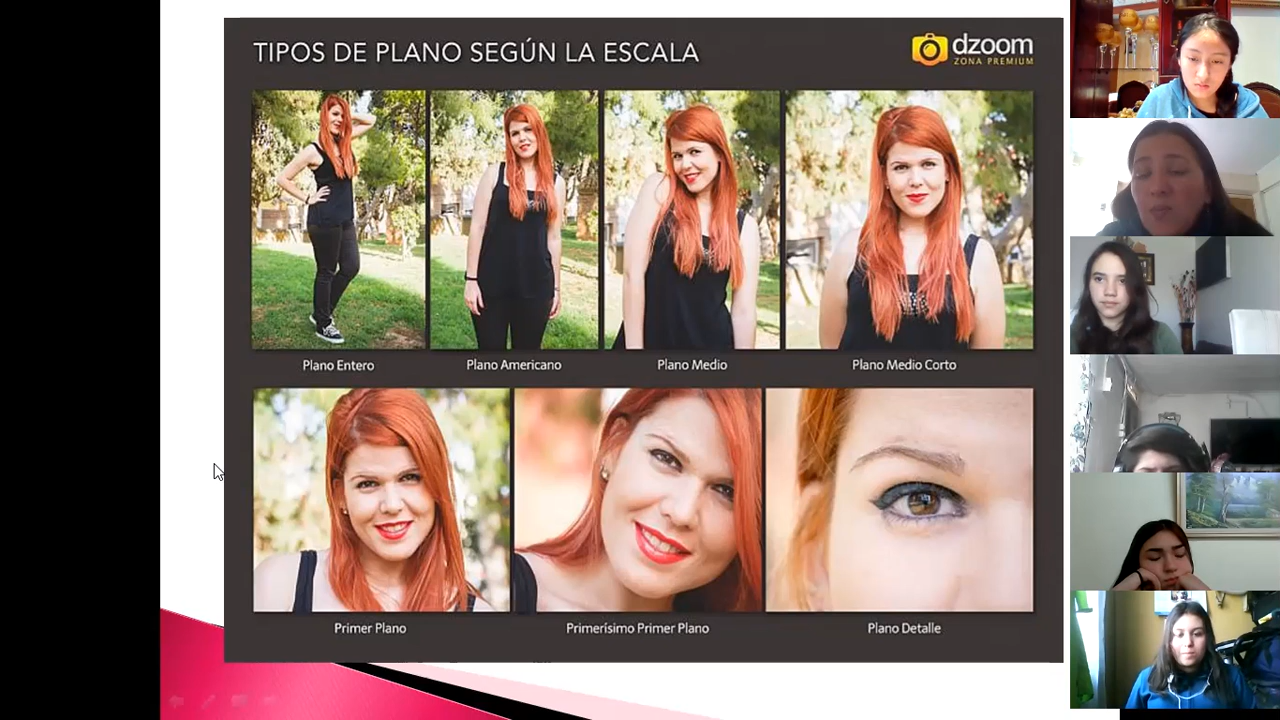 TIPOS DE PLANO SEGÚN LA ESCALA
dzoom
ZONA PREMIUM
Plano Entero
Plano Americano
Plano Medio
Plano Medio Corto
Primer Plano
Primerísimo Primer Plano
Plano Detalle